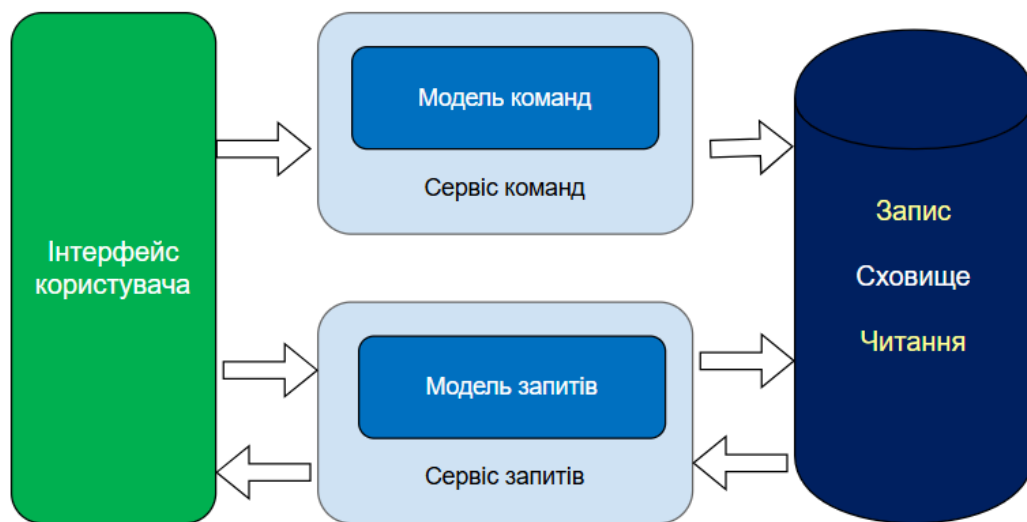 Інтерфейс
користувача
Модель команд
Сервіс команд
Модель запитів
Сервіс запитів
Запис
Сховище
Читання